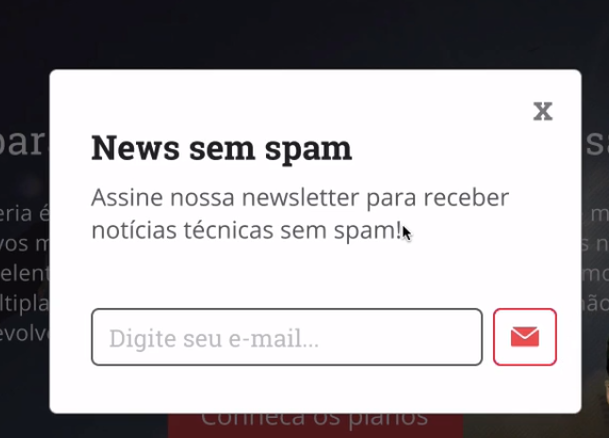 x
News sem spam
Assine nossa newsletter para receber
notícias técnicas sem spam!
Digite seu e-mail...
Conheça os planos